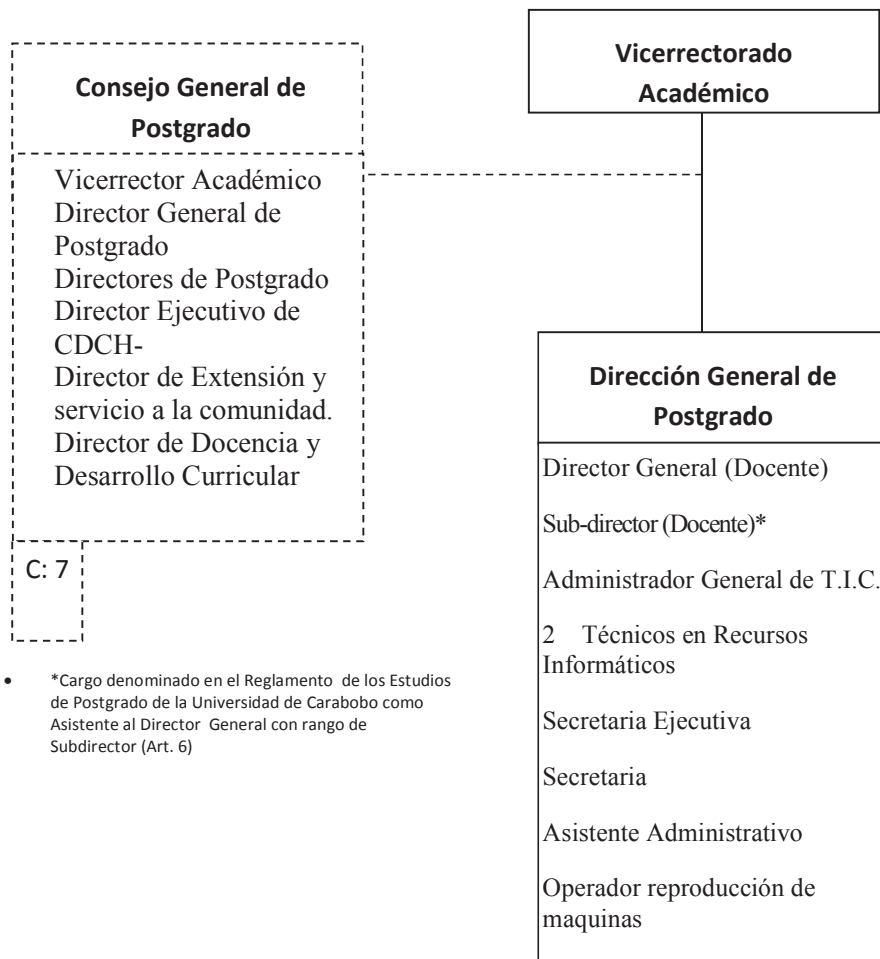 Consejo General de
Postgrado
Vicerrector Académico
Director General de
Postgrado
Directores de Postgrado
Director Ejecutivo de
CDCH-
Director de Extensión y
servicio a la comunidad.
Director de Docencia y
Desarrollo Curricular
C: 7
• *Cargo denominado en el Reglamento de los Estudios
de Postgrado de la Universidad de Carabobo como
Asistente al Director General con rango de
Subdirector (Art. 6)
Vicerrectorado
Académico
Dirección General de
Postgrado
Director General (Docente)
Sub-director (Docente)*
Administrador General de T.I.C.
2 Técnicos en Recursos
Informáticos
Secretaria Ejecutiva
Secretaria
Asistente Administrativo
Operador reproducción de
maquinas